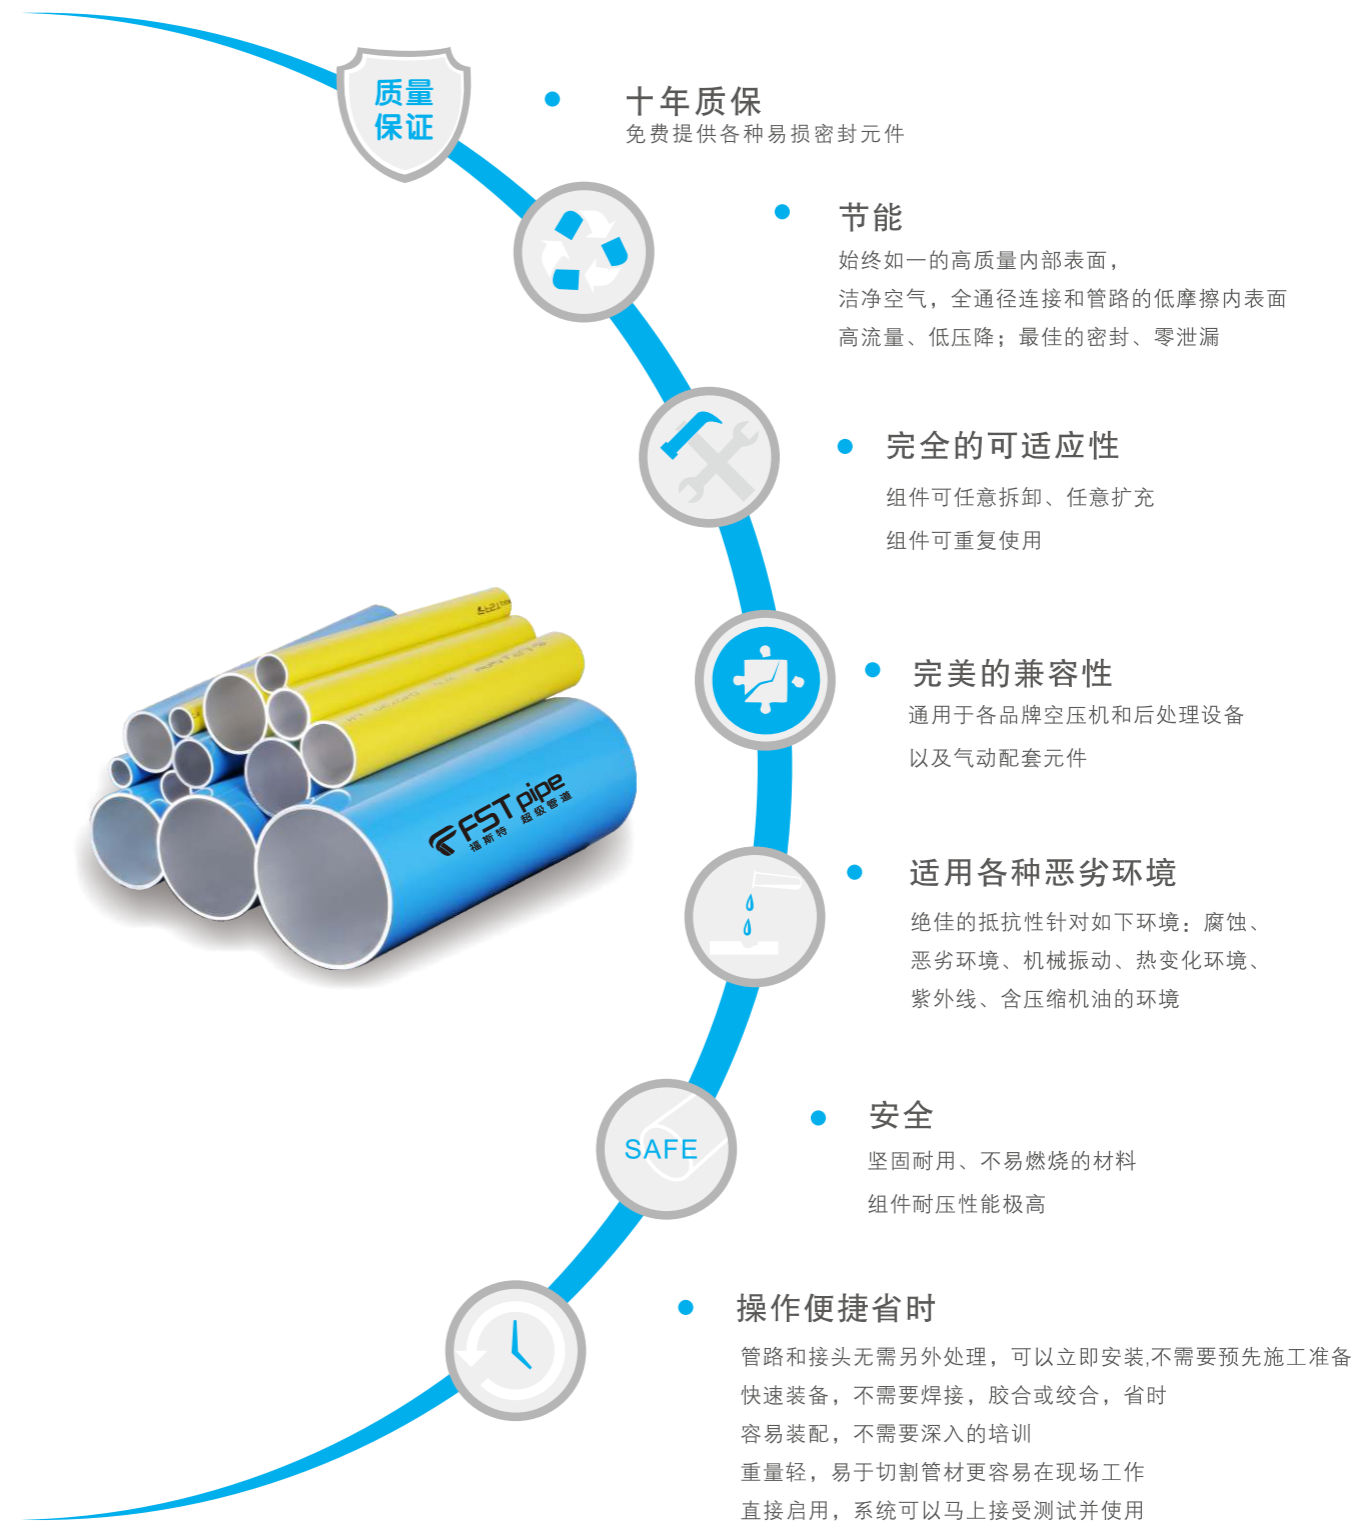 质量
保证
十年质保
免费提供各种易损密封元件
节能
始终如一的高质量内部表面，
洁净空气，全通径连接和管路的低摩擦内表面
高流量、低压降；最佳的密封、零泄漏
完全的可适应性
组件可任意拆卸、任意扩充
组件可重复使用
完美的兼容性
通用于各品牌空压机和后处理设备
以及气动配套元件
FSTpipe
福斯特 超级管道
适用各种恶劣环境
绝佳的抵抗性针对如下环境：腐蚀、
恶劣环境、机械振动、热变化环境、
紫外线、含压缩机油的环境
SAFE
安全
坚固耐用、不易燃烧的材料
组件耐压性能极高
操作便捷省时
管路和接头无需另外处理，可以立即安装,不需要预先施工准备
快速装备，不需要焊接，胶合或绞合，省时
容易装配，不需要深入的培训
重量轻，易于切割管材更容易在现场工作
直接启用，系统可以马上接受测试并使用